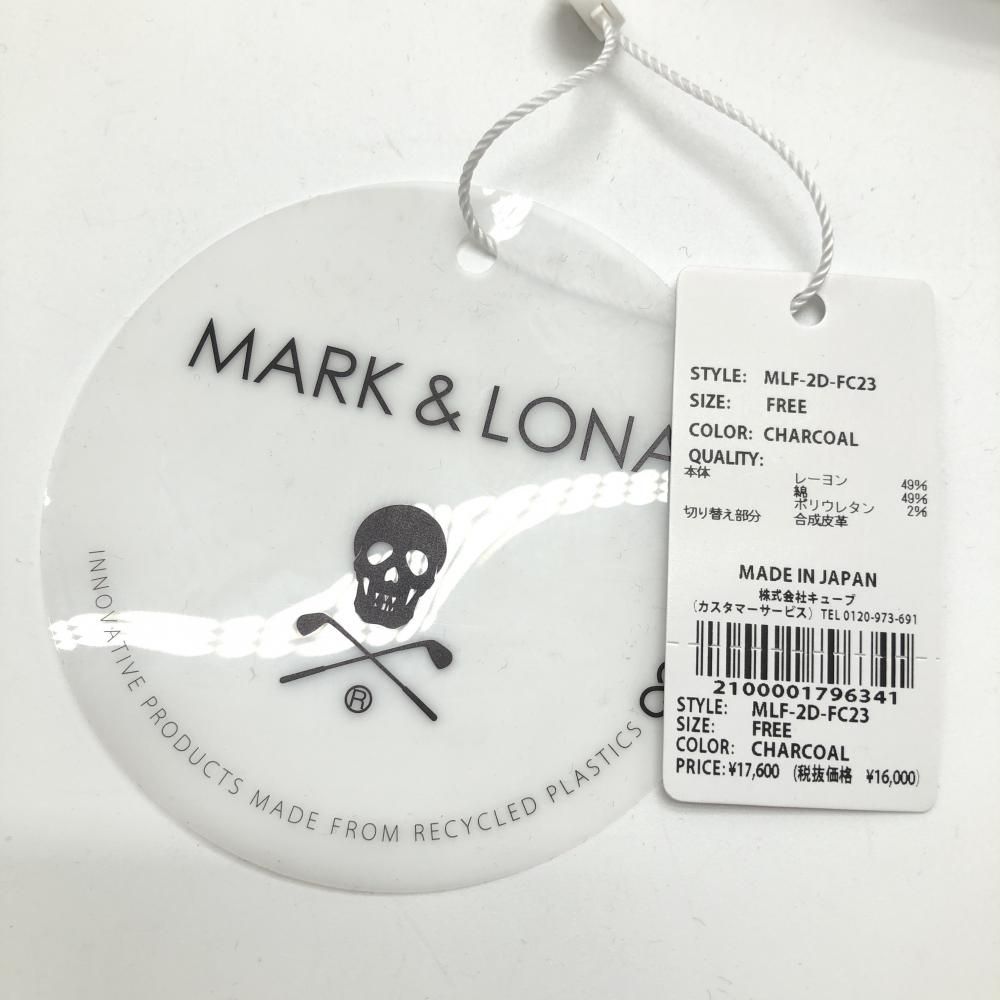 MARK & LONA
®
INNOVATIVE PRODUCTS MADE FROM RECYCLED PLASTICS
STYLE: MLF-2D-FC23
SIZE: FREE
COLOR: CHARCOAL
QUALITY:
本体 レーヨン 49%
綿 49%
ポリウレタン 2%
切り替え部分 合成皮革
MADE IN JAPAN
株式会社キューブ
(カスタマーサービス) TEL 0120-973-691
2100001796341
STYLE: MLF-2D-FC23
SIZE: FREE
COLOR: CHARCOAL
PRICE: ¥17,600 (税抜価格 ¥16,000)